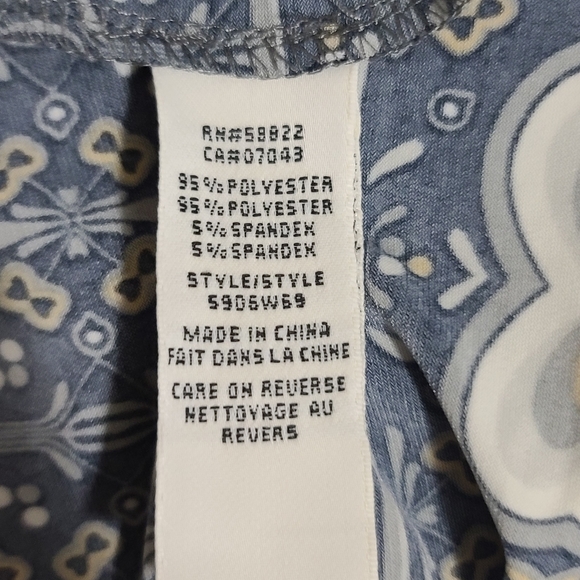 RN#59822
CA#07043
95%POLYESTER
95%POLYESTER
5%SPANDEX
5%SPANDEX
STYLE/STYLE
5906W69
MADE IN CHINA
FAIT DANS LA CHINE
CARE ON REVERSE
NETTOYAGE AU
REVERS